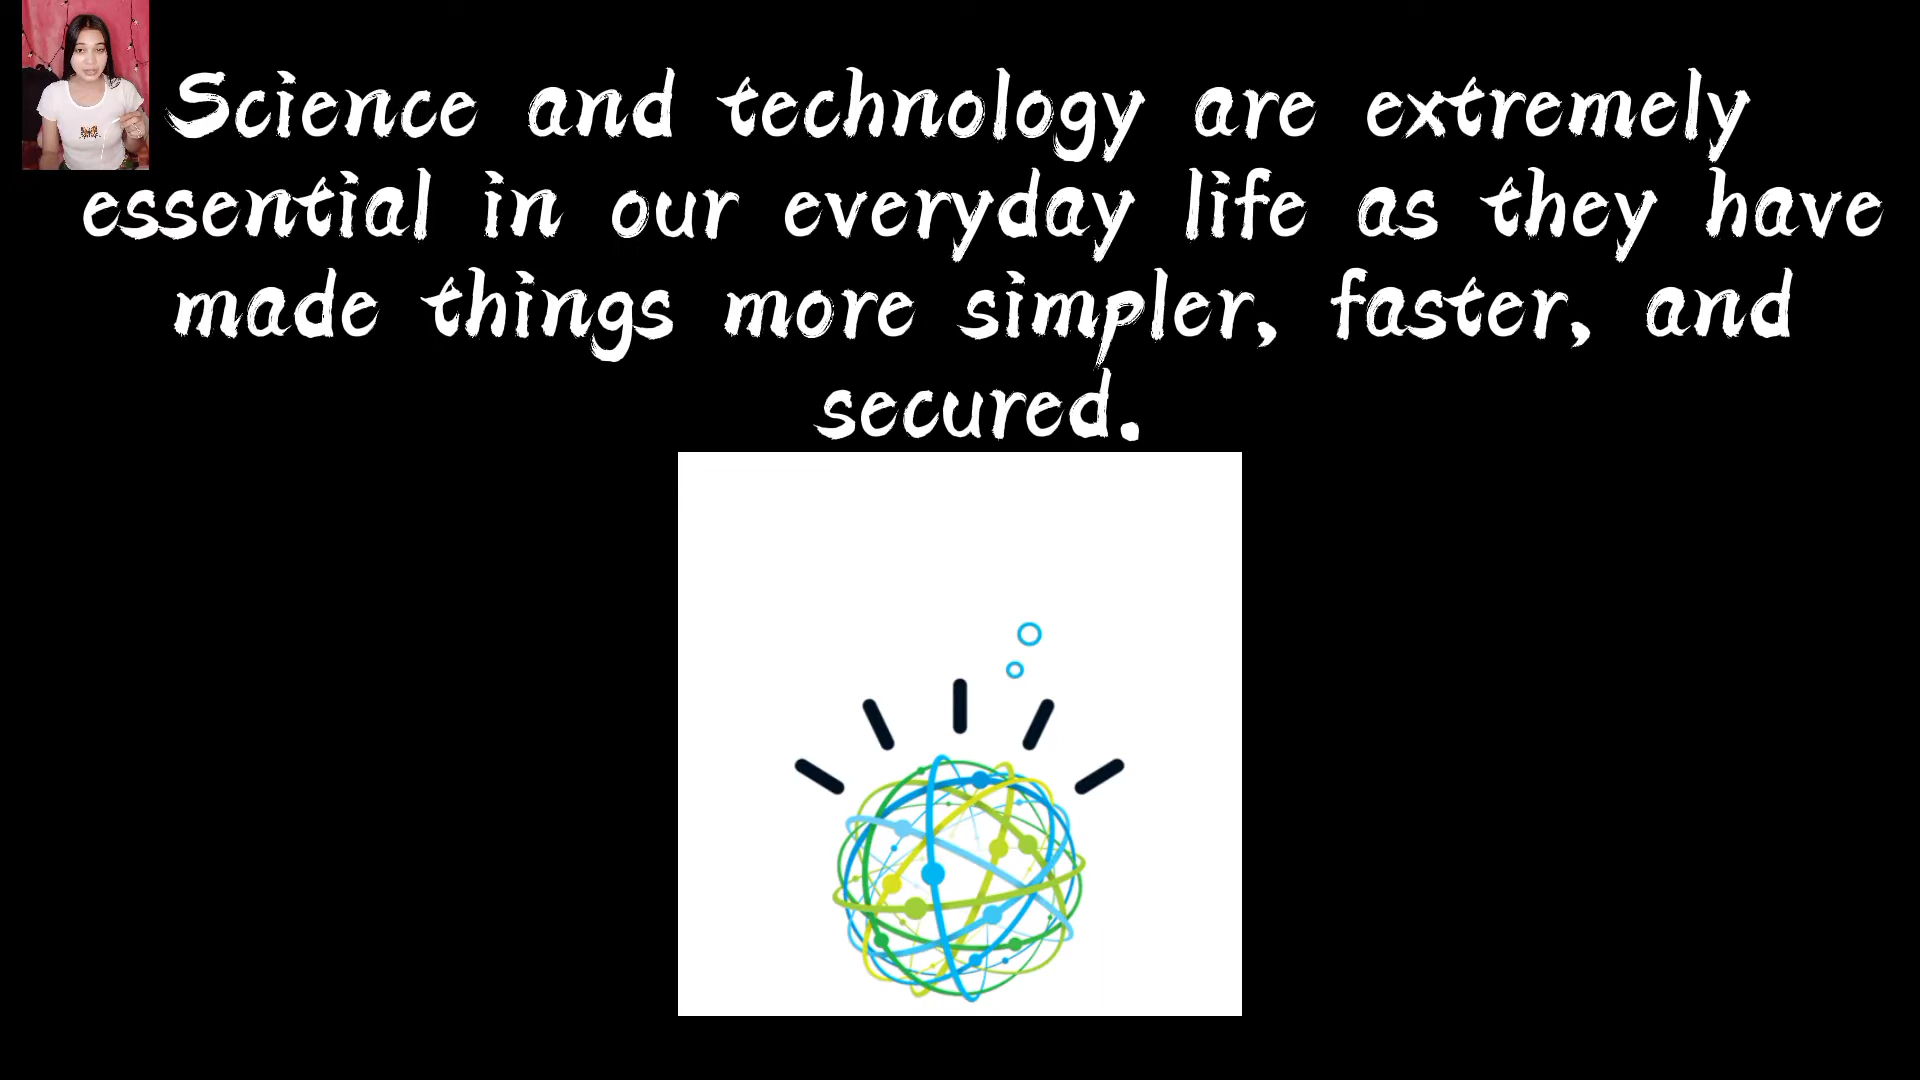 Science and technology are extremely
essential in our everyday life as they have
made things more simpler, faster, and
secured.